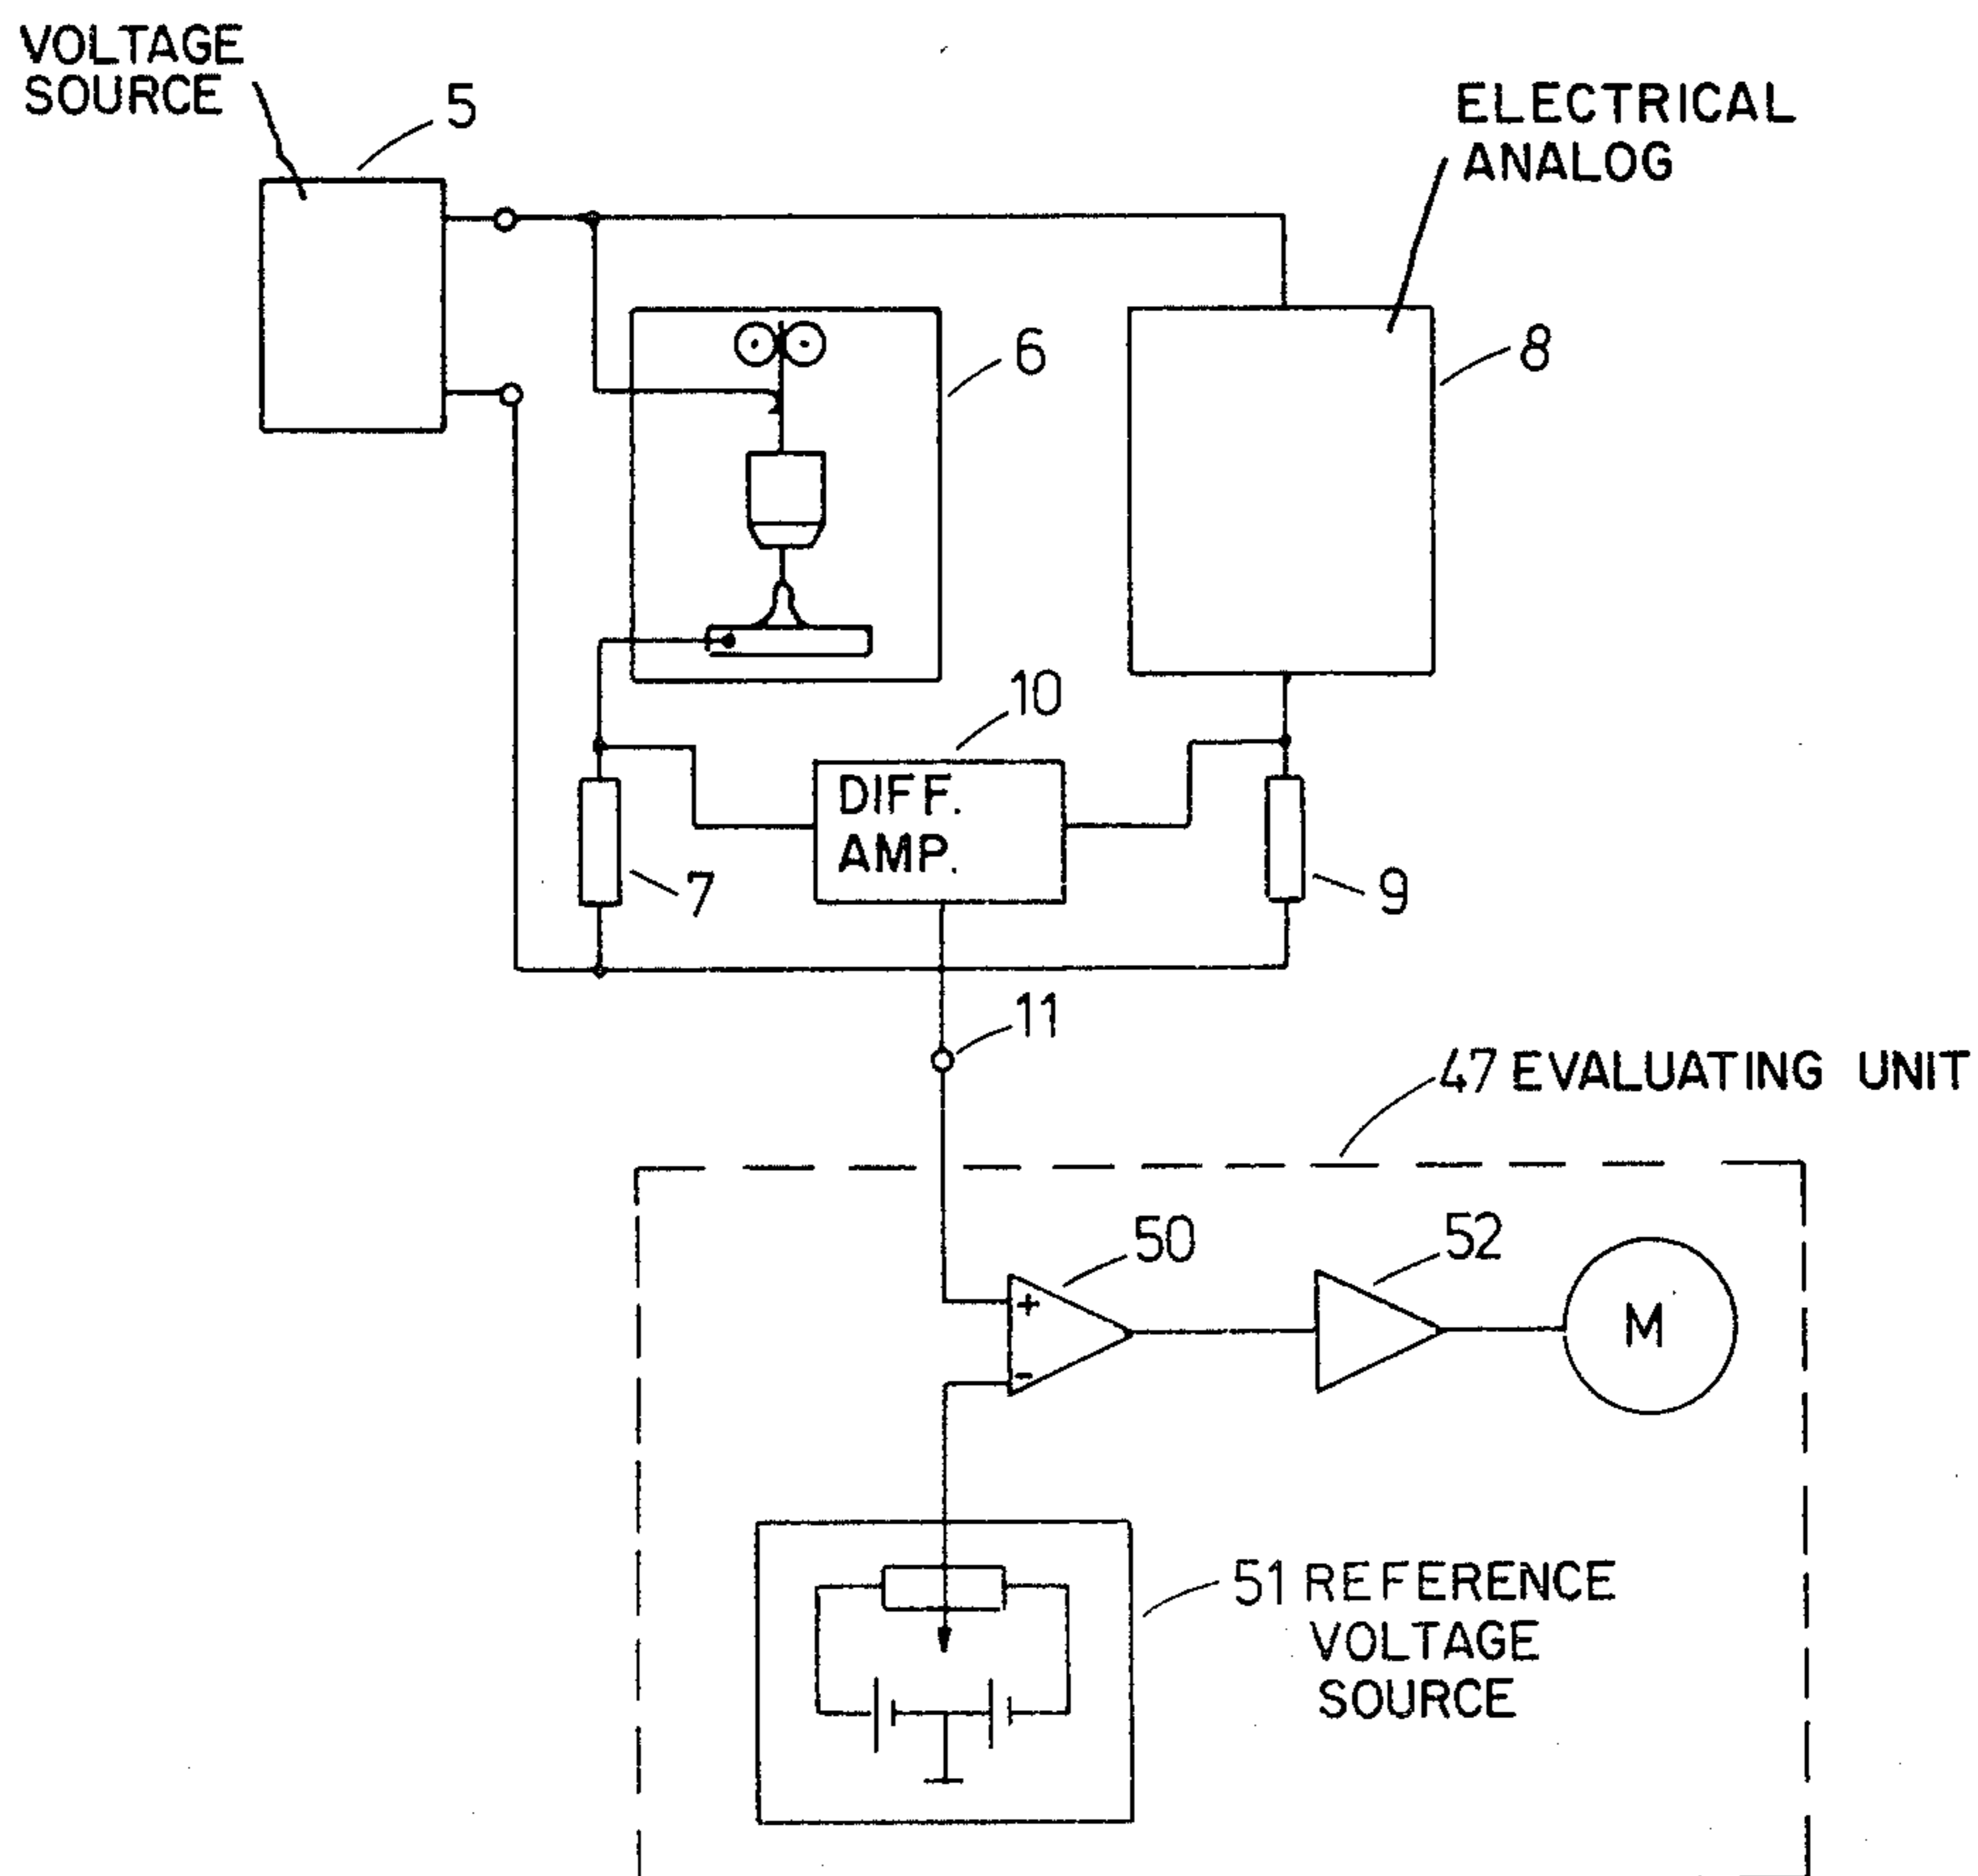 VOLTAGE
SOURCE
5
ELECTRICAL
ANALOG
6
8
10
DIFF.
AMP.
7
9
11
47 EVALUATING UNIT
50
52
+
-
M
51 REFERENCE
VOLTAGE
SOURCE